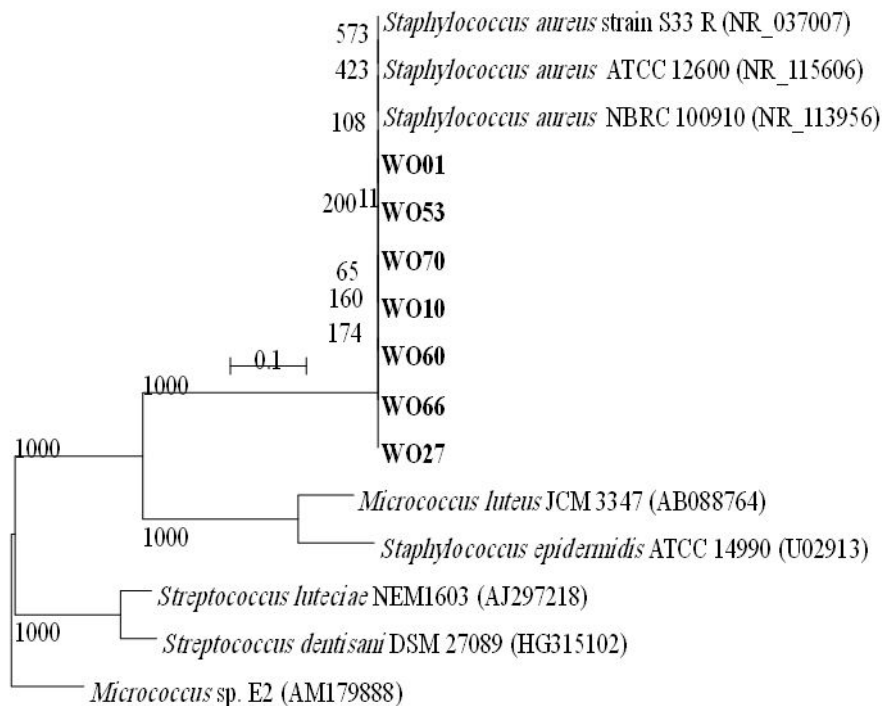 573
Staphylococcus aureus strain S33 R (NR_037007)
423
Staphylococcus aureus ATCC 12600 (NR_115606)
108
Staphylococcus aureus NBRC 100910 (NR_113956)
WO01
200 11
WO53
65
WO70
160
WO10
174
WO60
0.1
1000
WO66
1000
WO27
Micrococcus luteus JCM 3347 (AB088764)
1000
Staphylococcus epidermidis ATCC 14990 (U02913)
Streptococcus luteciae NEM1603 (AJ297218)
1000
Streptococcus dentisani DSM 27089 (HG315102)
Micrococcus sp. E2 (AM179888)